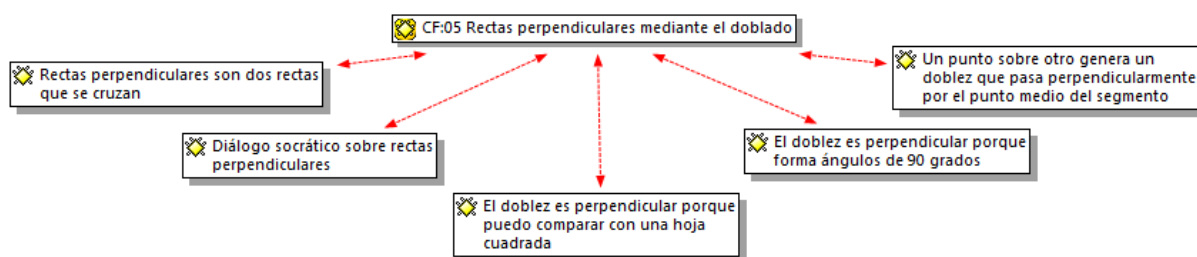 CF:05 Rectas perpendiculares mediante el doblado
Rectas perpendiculares son dos rectas
que se cruzan
Un punto sobre otro genera un
doblez que pasa perpendicularmente
por el punto medio del segmento
Diálogo socrático sobre rectas
perpendiculares
El doblez es perpendicular porque
forma ángulos de 90 grados
El doblez es perpendicular porque
puedo comparar con una hoja
cuadrada